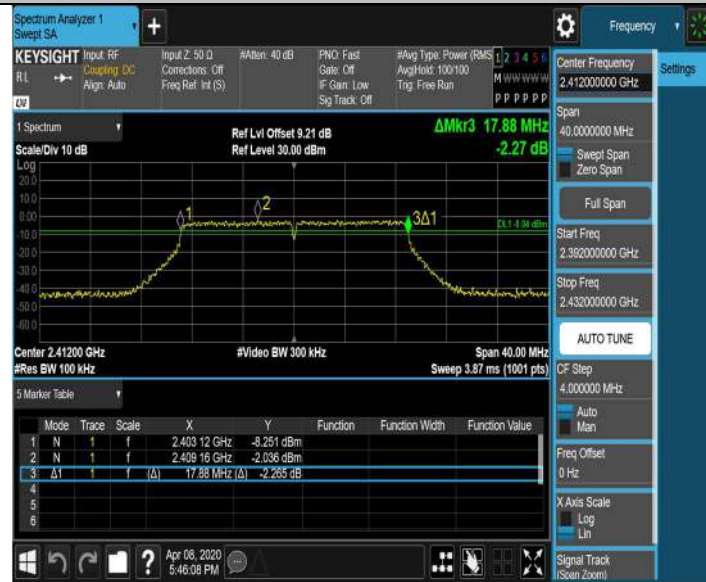 Spectrum Analyzer 1
Swept SA
+
Frequency
KEYSIGHT
RL
Input: RF
Coupling: DC
Align: Auto
Input Z: 50 Ω
Corrections: Off
Freq Ref: Int (S)
#Atten: 40 dB
PNO: Fast
Gate: Off
IF Gain: Low
Sig Track: Off
#Avg Type: Power (RMS
Avg|Hold: 100/100
Trig: Free Run
1 2 3 4 5 6
M W W W W W
P P P P P P
1 Spectrum
Scale/Div 10 dB
Ref Lvl Offset 9.21 dB
Ref Level 30.00 dBm
ΔMkr3 17.88 MHz
-2.27 dB
Log
20.0
10.0
0.00
-10.0
-20.0
-30.0
-40.0
-50.0
-60.0
1
2
3Δ1
DL1 -8.04 dBm
Center 2.41200 GHz
#Video BW 300 kHz
Span 40.00 MHz
#Res BW 100 kHz
Sweep 3.87 ms (1001 pts)
5 Marker Table
Mode Trace Scale X Y Function Function Width Function Value
1 N 1 f 2.403 12 GHz -8.251 dBm
2 N 1 f 2.409 16 GHz -2.036 dBm
3 Δ1 1 f (Δ) 17.88 MHz (Δ) -2.265 dB
4
5
6
Apr 08, 2020
5:46:08 PM
?
Center Frequency
2.412000000 GHz
Settings
Span
40.0000000 MHz
Swept Span
Zero Span
Full Span
Start Freq
2.392000000 GHz
Stop Freq
2.432000000 GHz
AUTO TUNE
CF Step
4.000000 MHz
Auto
Man
Freq Offset
0 Hz
X Axis Scale
Log
Lin
Signal Track
(Span Zoom)